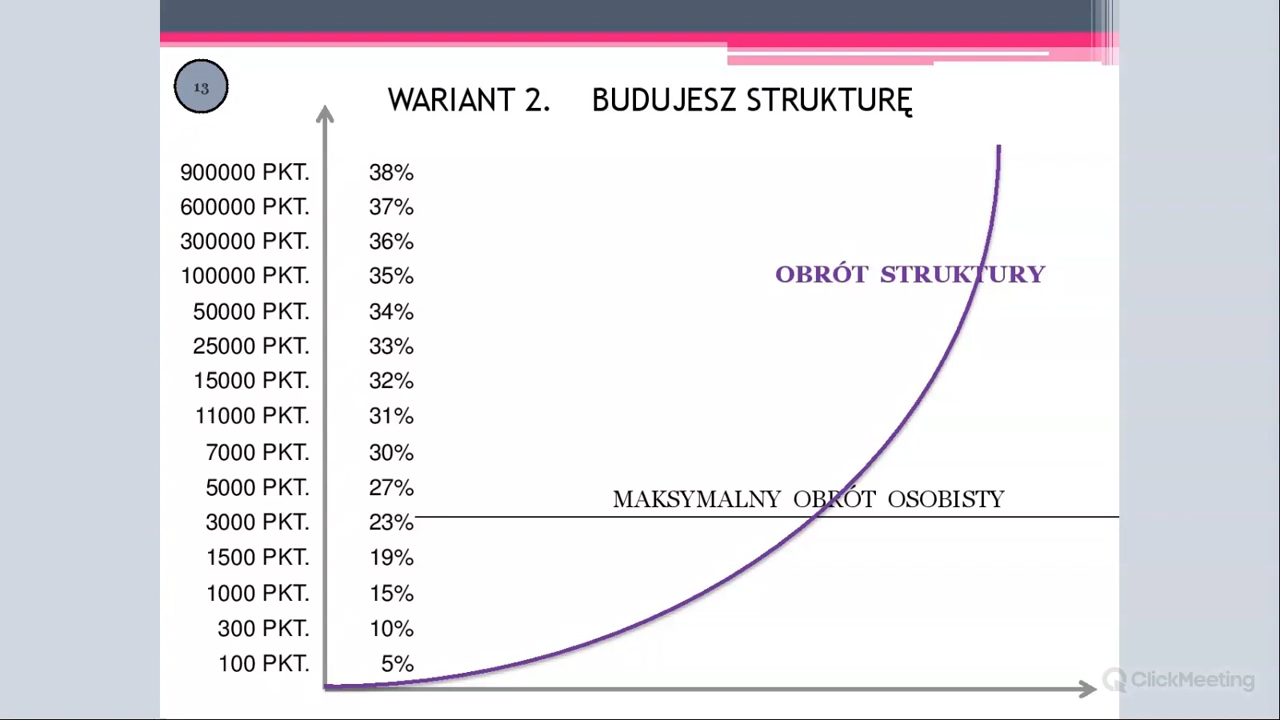 13
WARIANT 2. BUDUJESZ STRUKTURĘ
900000 PKT. 38%
600000 PKT. 37%
300000 PKT. 36%
100000 PKT. 35%
OBRÓT STRUKTURY
50000 PKT. 34%
25000 PKT. 33%
15000 PKT. 32%
11000 PKT. 31%
7000 PKT. 30%
5000 PKT. 27%
MAKSYMALNY OBRÓT OSOBISTY
3000 PKT. 23%
1500 PKT. 19%
1000 PKT. 15%
300 PKT. 10%
100 PKT. 5%
ClickMeeting